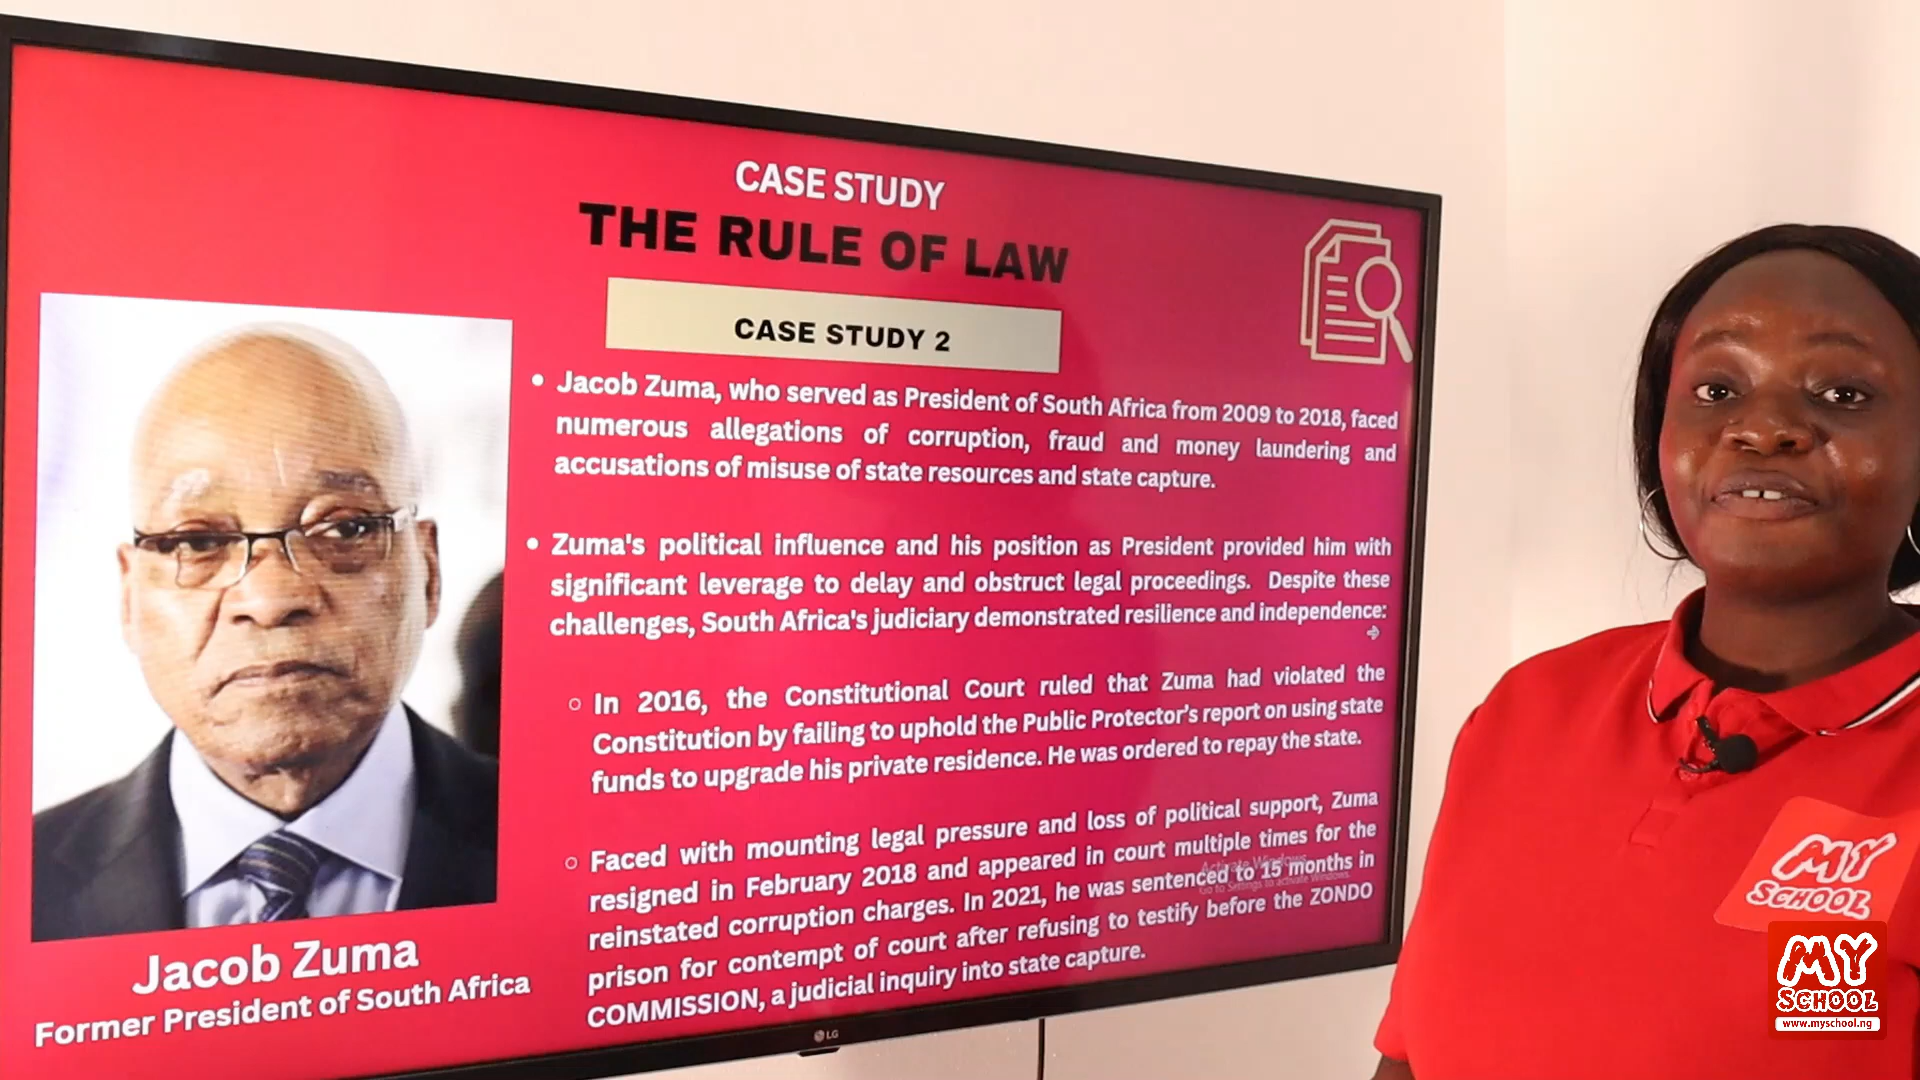 CASE STUDY
THE RULE OF LAW
CASE STUDY 2
• Jacob Zuma, who served as President of South Africa from 2009 to 2018, faced
numerous allegations of corruption, fraud and money laundering and
accusations of misuse of state resources and state capture.
• Zuma's political influence and his position as President provided him with
significant leverage to delay and obstruct legal proceedings. Despite these
challenges, South Africa's judiciary demonstrated resilience and independence:
○ In 2016, the Constitutional Court ruled that Zuma had violated the
Constitution by failing to uphold the Public Protector's report on using state
funds to upgrade his private residence. He was ordered to repay the state.
○ Faced with mounting legal pressure and loss of political support, Zuma
resigned in February 2018 and appeared in court multiple times for the
reinstated corruption charges. In 2021, he was sentenced to 15 months in
prison for contempt of court after refusing to testify before the ZONDO
COMMISSION, a judicial inquiry into state capture.
Activate Windows
Go to Settings to activate Windows.
Jacob Zuma
Former President of South Africa
LG
MY
SCHOOL
MY
SCHOOL
www.myschool.ng